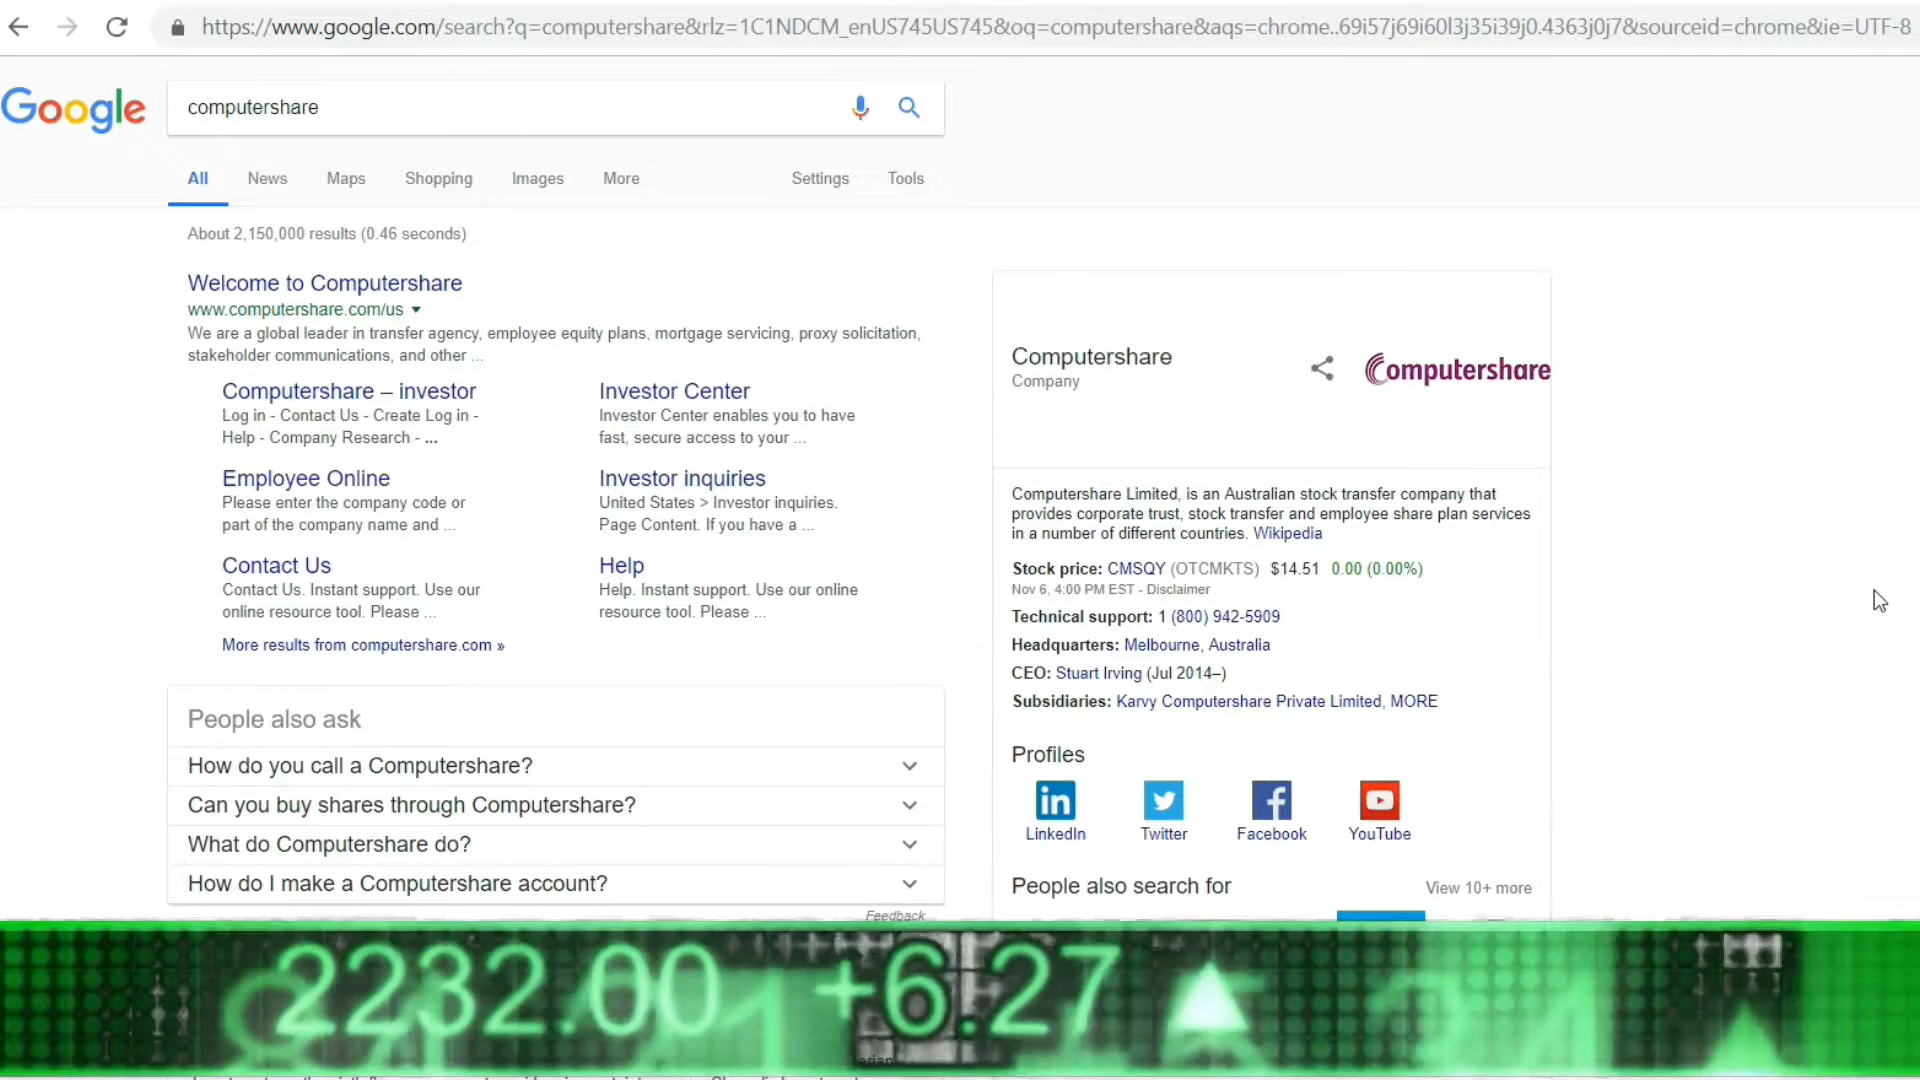 https://www.google.com/search?q=computershare&rlz=1C1NDCM_enUS745US745&oq=computershare&aqs=chrome..69i57j69i60l3j35i39j0.4363j0j7&sourceid=chrome&ie=UTF-8
Google
computershare
All News Maps Shopping Images More Settings Tools
About 2,150,000 results (0.46 seconds)
Welcome to Computershare
www.computershare.com/us
We are a global leader in transfer agency, employee equity plans, mortgage servicing, proxy solicitation,
stakeholder communications, and other ...
Computershare – investor
Log in - Contact Us - Create Log in -
Help - Company Research - ...
Investor Center
Investor Center enables you to have
fast, secure access to your ...
Employee Online
Please enter the company code or
part of the company name and ...
Investor inquiries
United States > Investor inquiries.
Page Content. If you have a ...
Contact Us
Contact Us. Instant support. Use our
online resource tool. Please ...
Help
Help. Instant support. Use our online
resource tool. Please ...
More results from computershare.com »
People also ask
How do you call a Computershare?
Can you buy shares through Computershare?
What do Computershare do?
How do I make a Computershare account?
Feedback
Computershare
Company
Computershare
Computershare Limited, is an Australian stock transfer company that
provides corporate trust, stock transfer and employee share plan services
in a number of different countries. Wikipedia
Stock price: CMSQY (OTCMKTS) $14.51 0.00 (0.00%)
Nov 6, 4:00 PM EST - Disclaimer
Technical support: 1 (800) 942-5909
Headquarters: Melbourne, Australia
CEO: Stuart Irving (Jul 2014–)
Subsidiaries: Karvy Computershare Private Limited, MORE
Profiles
LinkedIn Twitter Facebook YouTube
People also search for View 10+ more
2232.00 +6.27